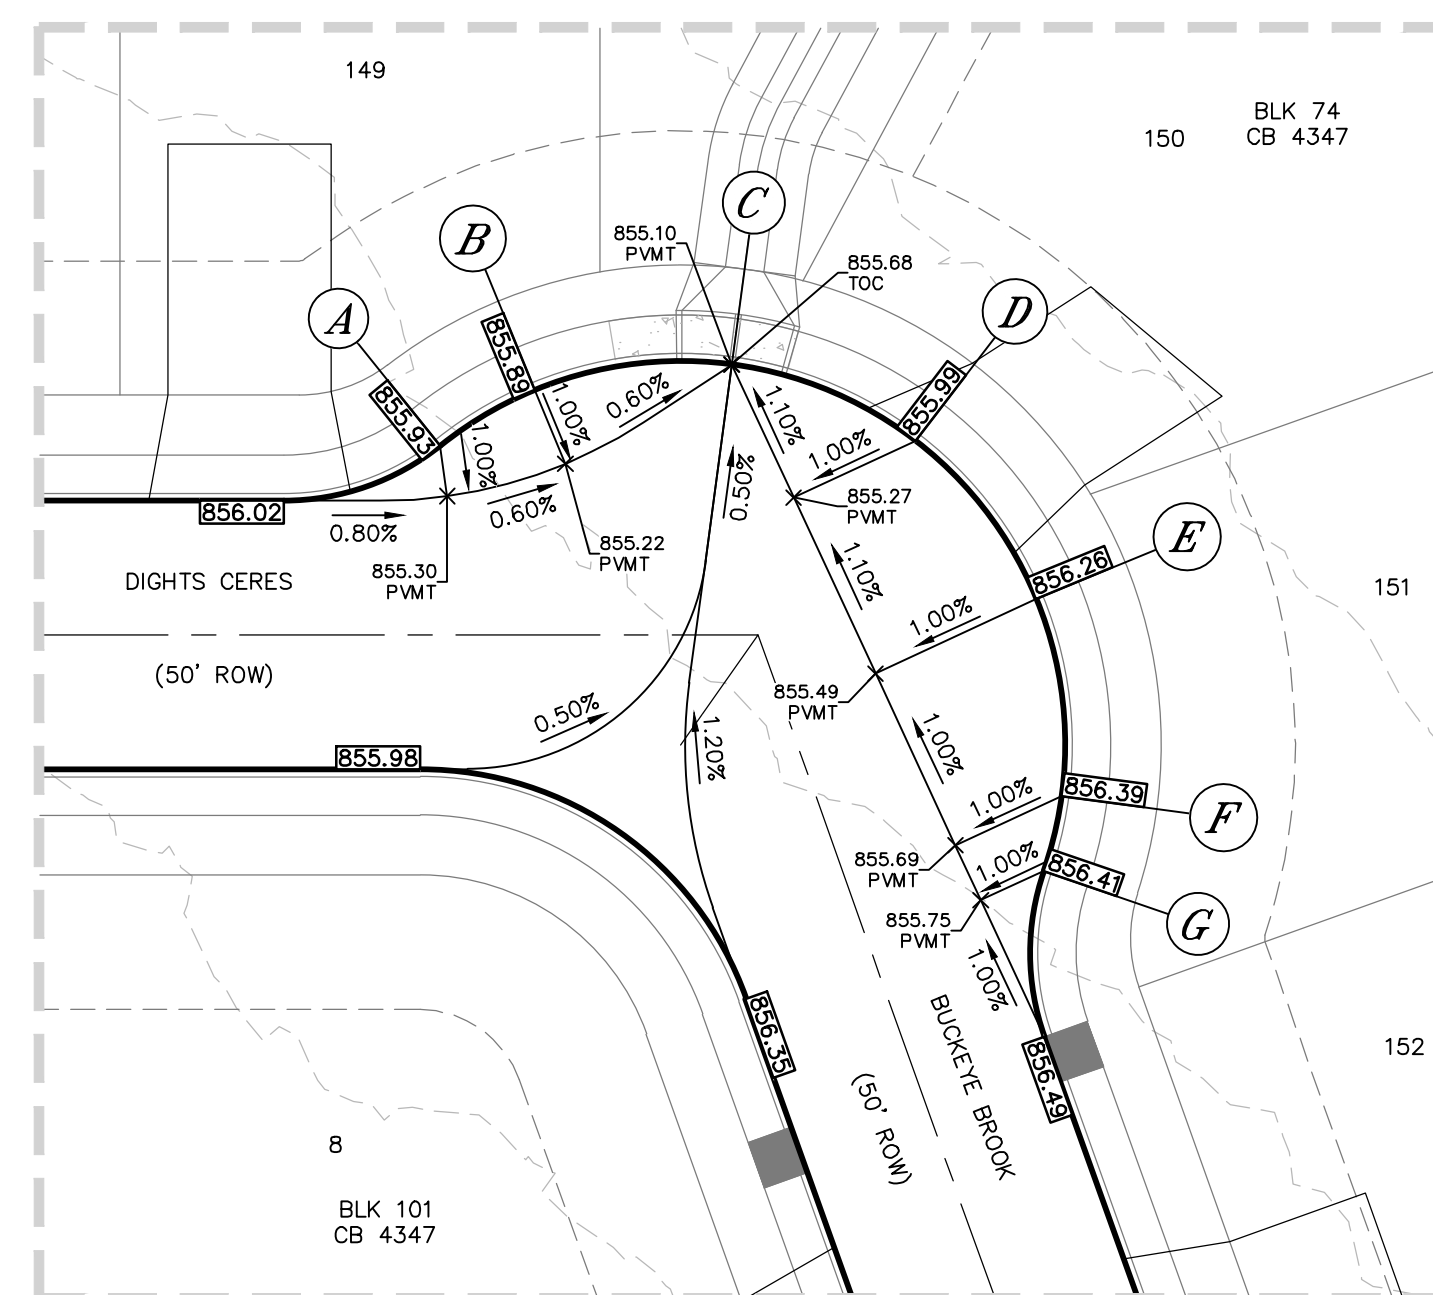 149
150
BLK 74
CB 4347
C
B
855.10
PVMT
855.68
TOC
A
D
855.89
855.93
855.99
1.00%
0.60%
1.10%
1.00%
1.00%
0.50%
856.02
0.80%
0.60%
855.27
PVMT
855.22
PVMT
855.30
PVMT
E
856.26
1.10%
151
DIGHTS CERES
1.00%
(50' ROW)
855.49
PVMT
0.50%
1.20%
1.00%
855.98
856.39
F
1.00%
855.69
PVMT
1.00%
856.41
G
855.75
PVMT
1.00%
856.35
856.49
BUCKEYE BROOK
(50' ROW)
152
8
BLK 101
CB 4347